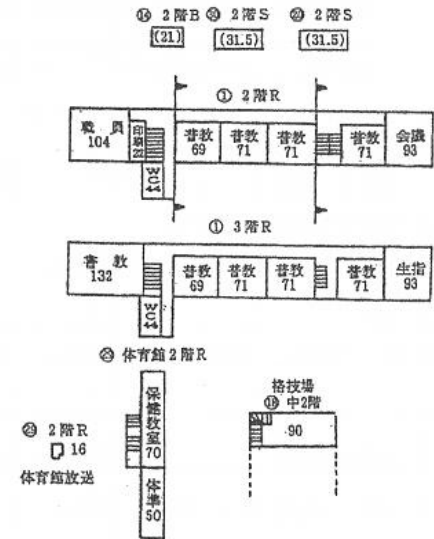 ⑭ 2階B ⑲ 2階S ⑳ 2階S
(21) (31.5) (31.5)
① 2階R
職員 104
印刷 22
WC 14
普教 69
普教 71
普教 71
普教 71
会議 93
① 3階R
普教 132
WC 14
普教 69
普教 71
普教 71
普教 71
生指 93
体育館2階R
保健教室 70
体準 50
2階R
16
体育館放送
格技場
⑱ 中2階
90